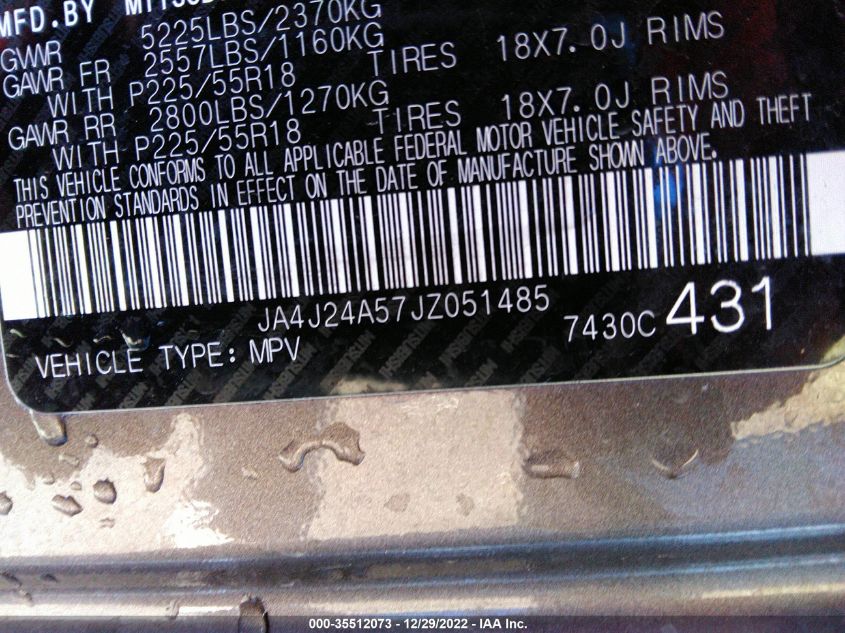 MFD.BY
GWR 5225LBS/2370KG
GAWR FR 2557LBS/1160KG
WITH P225/55R18 TIRES 18X7.0J RIMS
GAWR RR 2800LBS/1270KG
WITH P225/55R18 TIRES 18X7.0J RIMS
THIS VEHICLE CONFORMS TO ALL APPLICABLE FEDERAL MOTOR VEHICLE SAFETY AND THEFT
PREVENTION STANDARDS IN EFFECT ON THE DATE OF MANUFACTURE SHOWN ABOVE.
JA4J24A57JZ051485
7430C 431
VEHICLE TYPE: MPV
000-35512073 - 12/29/2022 - IAA Inc.